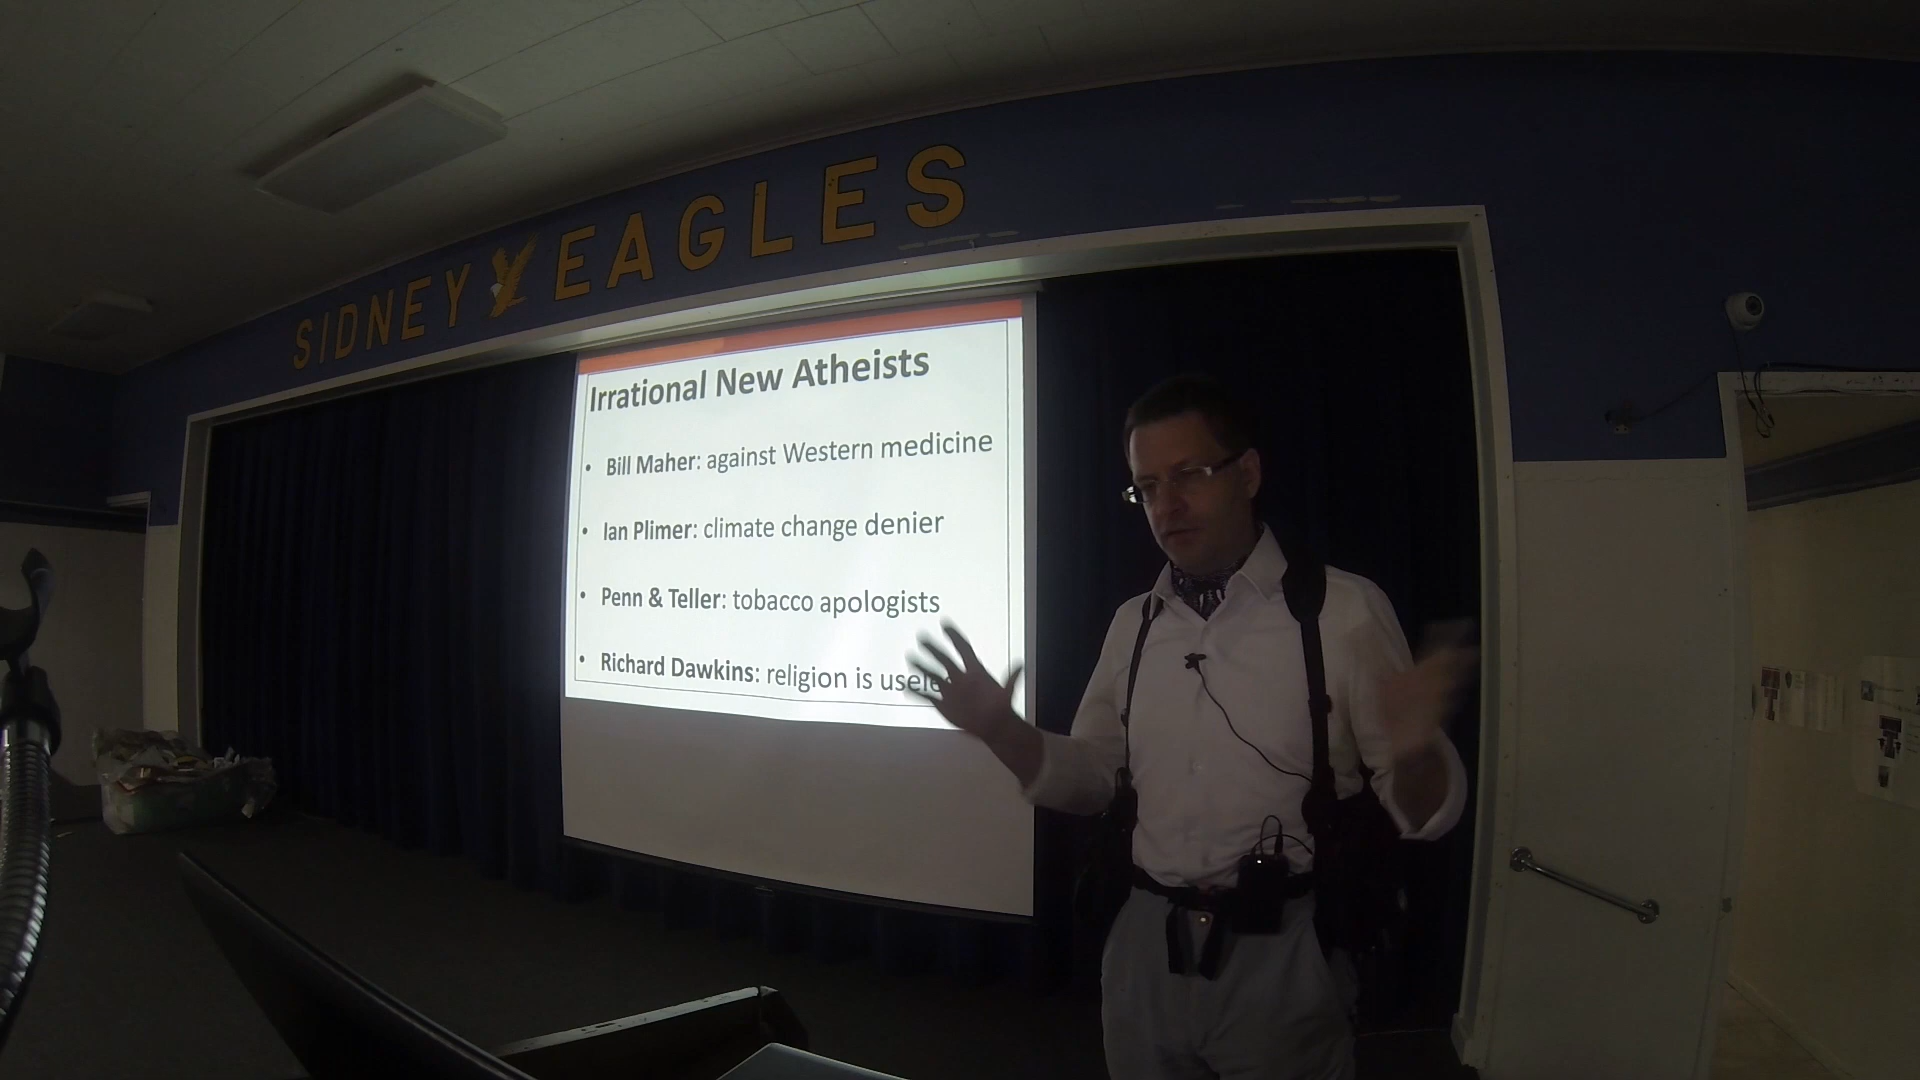 SIDNEY EAGLES
Irrational New Atheists
• Bill Maher: against Western medicine
• Ian Plimer: climate change denier
• Penn & Teller: tobacco apologists
• Richard Dawkins: religion is